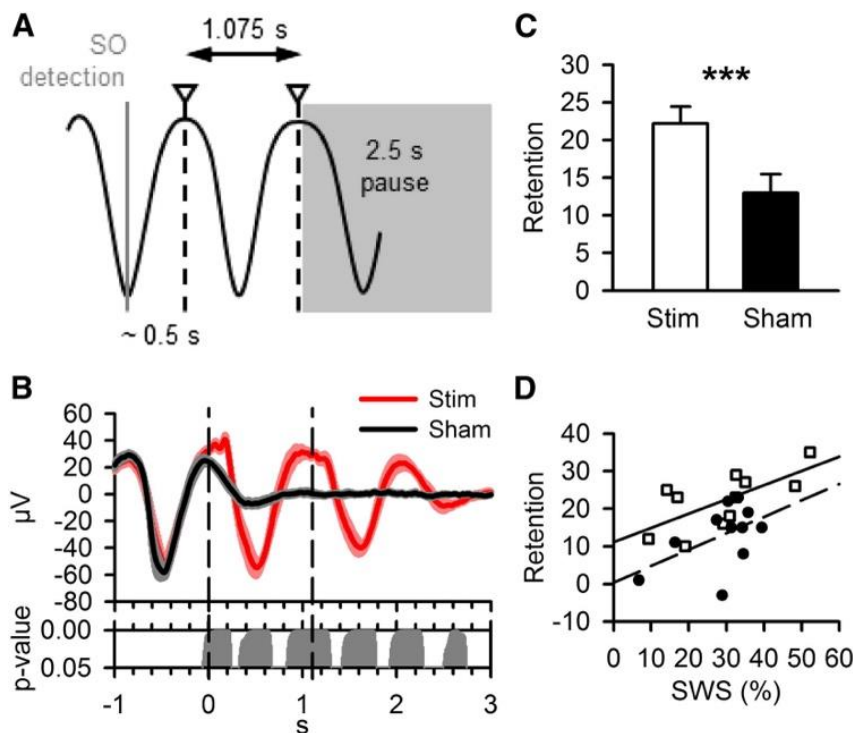 A
SO
detection
1.075 s
2.5 s
pause
~ 0.5 s
B
60
40
20
0
-20
-40
-60
-80
µV
Stim
Sham
0.00
0.05
p-value
-1
0
1
2
3
s
C
30
25
20
15
10
5
0
Retention
***
Stim
Sham
D
40
30
20
10
0
-10
Retention
0 10 20 30 40 50 60
SWS (%)